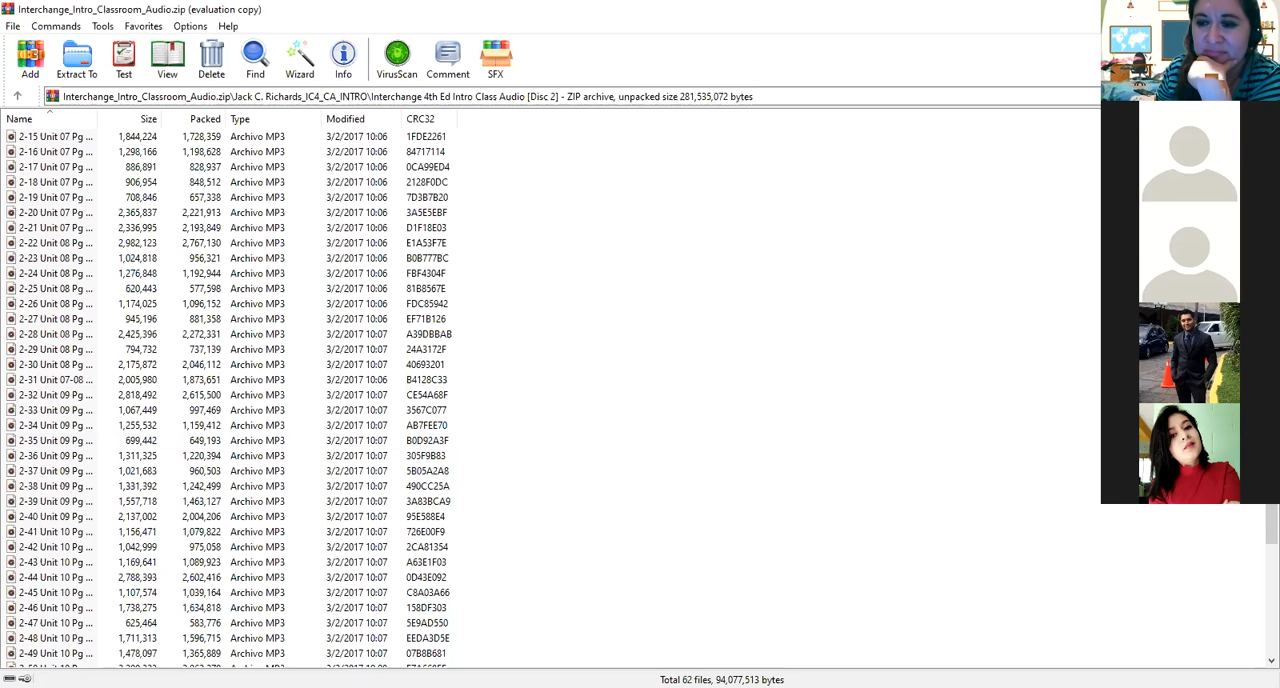 Interchange_Intro_Classroom_Audio.zip (evaluation copy)
File Commands Tools Favorites Options Help
Add Extract To Test View Delete Find Wizard Info VirusScan Comment SFX
Interchange_Intro_Classroom_Audio.zip\Jack C. Richards_IC4_CA_INTRO\Interchange 4th Ed Intro Class Audio [Disc 2] - ZIP archive, unpacked size 281,535,072 bytes
Name Size Packed Type Modified CRC32
2-15 Unit 07 Pg ... 1,844,224 1,728,359 Archivo MP3 3/2/2017 10:06 1FDE2261
2-16 Unit 07 Pg ... 1,298,166 1,198,628 Archivo MP3 3/2/2017 10:06 84717114
2-17 Unit 07 Pg ... 886,891 828,937 Archivo MP3 3/2/2017 10:06 0CA99ED4
2-18 Unit 07 Pg ... 906,954 848,512 Archivo MP3 3/2/2017 10:06 2128F0DC
2-19 Unit 07 Pg ... 708,846 657,338 Archivo MP3 3/2/2017 10:06 7D3B7B20
2-20 Unit 07 Pg ... 2,365,837 2,221,913 Archivo MP3 3/2/2017 10:06 3A5E5EBF
2-21 Unit 07 Pg ... 2,336,995 2,193,849 Archivo MP3 3/2/2017 10:06 D1F18E03
2-22 Unit 08 Pg ... 2,982,123 2,767,130 Archivo MP3 3/2/2017 10:06 E1A53F7E
2-23 Unit 08 Pg ... 1,024,818 956,321 Archivo MP3 3/2/2017 10:06 B0B777BC
2-24 Unit 08 Pg ... 1,276,848 1,192,944 Archivo MP3 3/2/2017 10:06 FBF4304F
2-25 Unit 08 Pg ... 620,443 577,598 Archivo MP3 3/2/2017 10:06 81B8567E
2-26 Unit 08 Pg ... 1,174,025 1,096,152 Archivo MP3 3/2/2017 10:06 FDC85942
2-27 Unit 08 Pg ... 945,196 881,358 Archivo MP3 3/2/2017 10:06 EF71B126
2-28 Unit 08 Pg ... 2,425,396 2,272,331 Archivo MP3 3/2/2017 10:07 A39DBBAB
2-29 Unit 08 Pg ... 794,732 737,139 Archivo MP3 3/2/2017 10:07 24A3172F
2-30 Unit 08 Pg ... 2,175,872 2,046,112 Archivo MP3 3/2/2017 10:07 40693201
2-31 Unit 07-08 ... 2,005,980 1,873,651 Archivo MP3 3/2/2017 10:06 B4128C33
2-32 Unit 09 Pg ... 2,818,492 2,615,500 Archivo MP3 3/2/2017 10:07 CE54A68F
2-33 Unit 09 Pg ... 1,067,449 997,469 Archivo MP3 3/2/2017 10:07 3567C077
2-34 Unit 09 Pg ... 1,255,532 1,159,412 Archivo MP3 3/2/2017 10:07 AB7FEE70
2-35 Unit 09 Pg ... 699,442 649,193 Archivo MP3 3/2/2017 10:07 B0D92A3F
2-36 Unit 09 Pg ... 1,311,325 1,220,394 Archivo MP3 3/2/2017 10:07 305F9B83
2-37 Unit 09 Pg ... 1,021,683 960,503 Archivo MP3 3/2/2017 10:07 5B05A2A8
2-38 Unit 09 Pg ... 1,331,392 1,242,499 Archivo MP3 3/2/2017 10:07 490CC25A
2-39 Unit 09 Pg ... 1,557,718 1,463,127 Archivo MP3 3/2/2017 10:07 3A83BCA9
2-40 Unit 09 Pg ... 2,137,002 2,004,206 Archivo MP3 3/2/2017 10:07 95E588E4
2-41 Unit 10 Pg ... 1,156,471 1,079,822 Archivo MP3 3/2/2017 10:07 726E00F9
2-42 Unit 10 Pg ... 1,042,999 975,058 Archivo MP3 3/2/2017 10:07 2CA81354
2-43 Unit 10 Pg ... 1,169,641 1,089,923 Archivo MP3 3/2/2017 10:07 A63E1F03
2-44 Unit 10 Pg ... 2,788,393 2,602,416 Archivo MP3 3/2/2017 10:07 0D43E092
2-45 Unit 10 Pg ... 1,107,574 1,039,164 Archivo MP3 3/2/2017 10:07 C8A03A66
2-46 Unit 10 Pg ... 1,738,275 1,634,818 Archivo MP3 3/2/2017 10:07 158DF303
2-47 Unit 10 Pg ... 625,464 583,776 Archivo MP3 3/2/2017 10:07 5E9AD550
2-48 Unit 10 Pg ... 1,711,313 1,596,715 Archivo MP3 3/2/2017 10:07 EEDA3D5E
2-49 Unit 10 Pg ... 1,478,097 1,365,889 Archivo MP3 3/2/2017 10:07 07B8B681
Total 62 files, 94,077,513 bytes